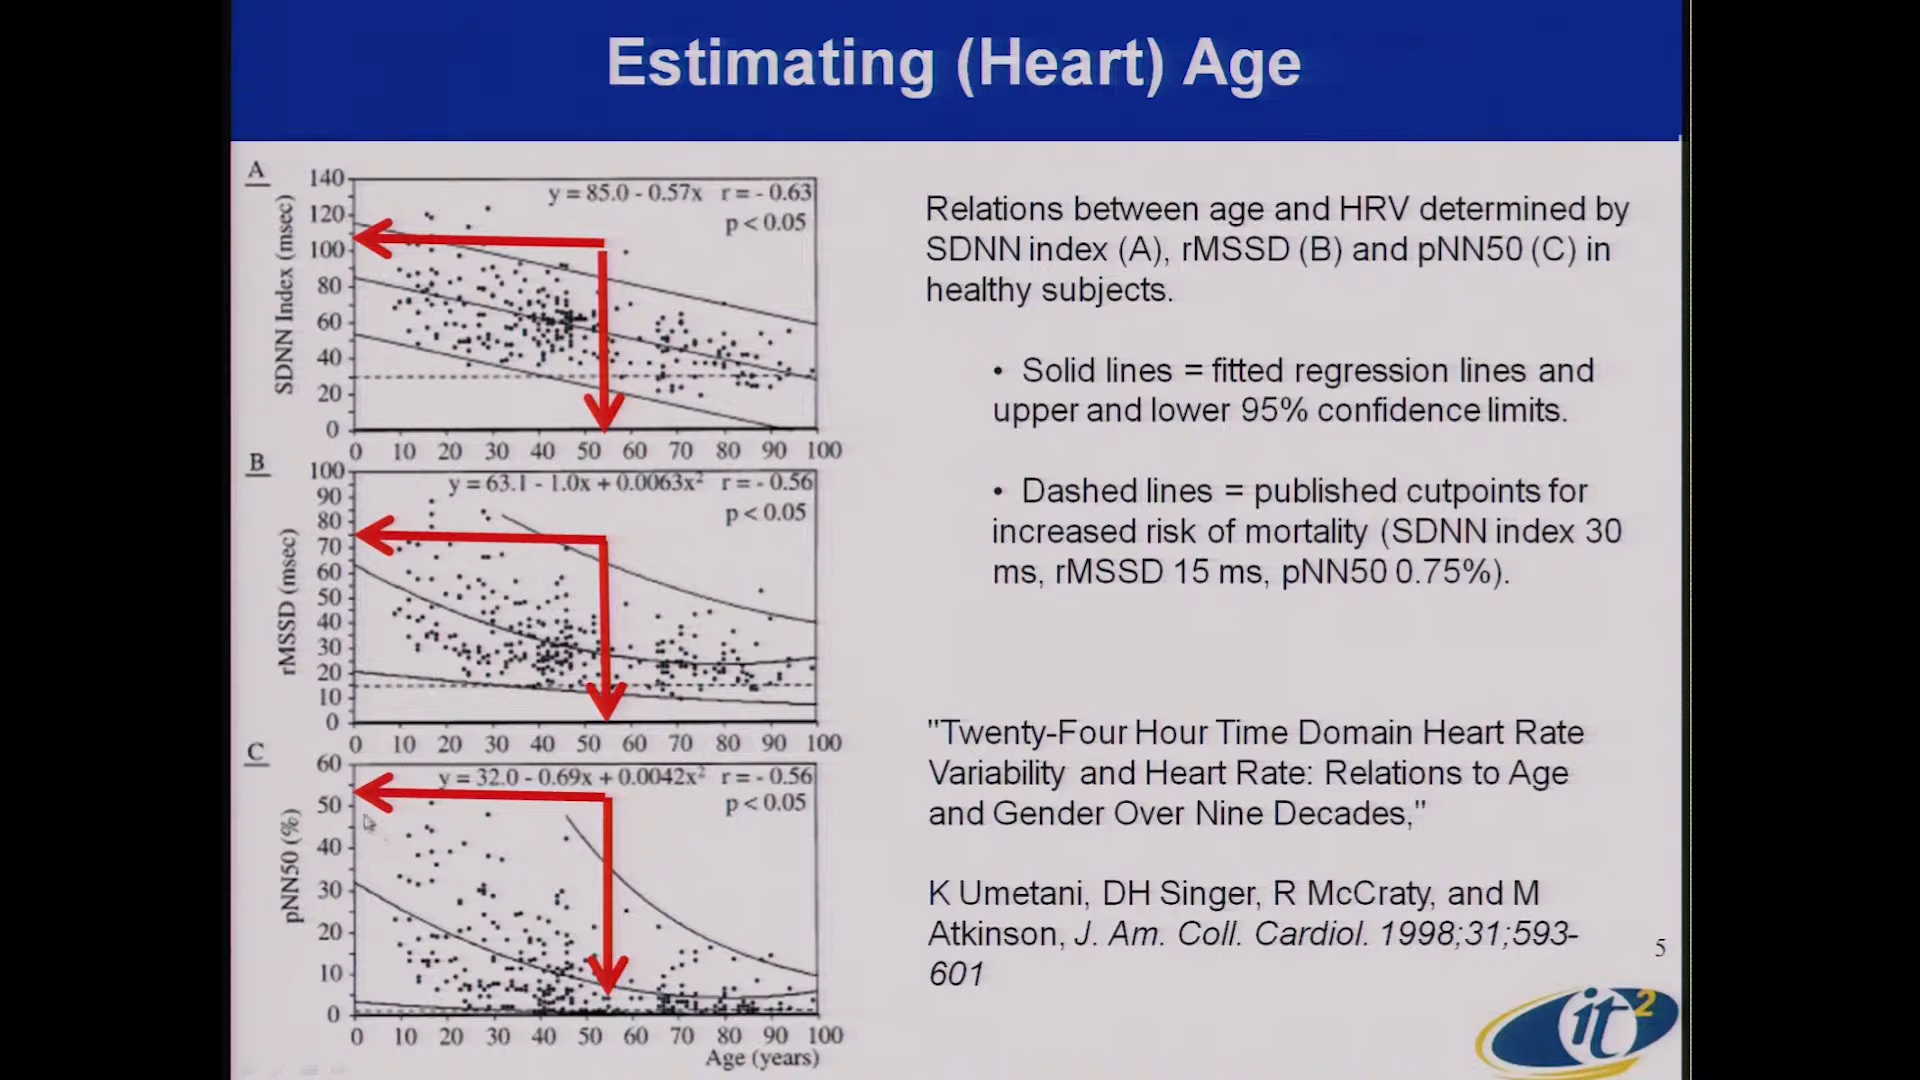 Estimating (Heart) Age
A
SDNN Index (msec)
140
120
100
80
60
40
20
0
y = 85.0 - 0.57x r = - 0.63
p < 0.05
0 10 20 30 40 50 60 70 80 90 100
B
rMSSD (msec)
100
90
80
70
60
50
40
30
20
10
0
y = 63.1 - 1.0x + 0.0063x² r = - 0.56
p < 0.05
0 10 20 30 40 50 60 70 80 90 100
C
pNN50 (%)
60
50
40
30
20
10
0
y = 32.0 - 0.69x + 0.0042x² r = - 0.56
p < 0.05
0 10 20 30 40 50 60 70 80 90 100
Age (years)
Relations between age and HRV determined by
SDNN index (A), rMSSD (B) and pNN50 (C) in
healthy subjects.
• Solid lines = fitted regression lines and
upper and lower 95% confidence limits.
• Dashed lines = published cutpoints for
increased risk of mortality (SDNN index 30
ms, rMSSD 15 ms, pNN50 0.75%).
"Twenty-Four Hour Time Domain Heart Rate
Variability and Heart Rate: Relations to Age
and Gender Over Nine Decades,"
K Umetani, DH Singer, R McCraty, and M
Atkinson, J. Am. Coll. Cardiol. 1998;31;593-
601
5
it²